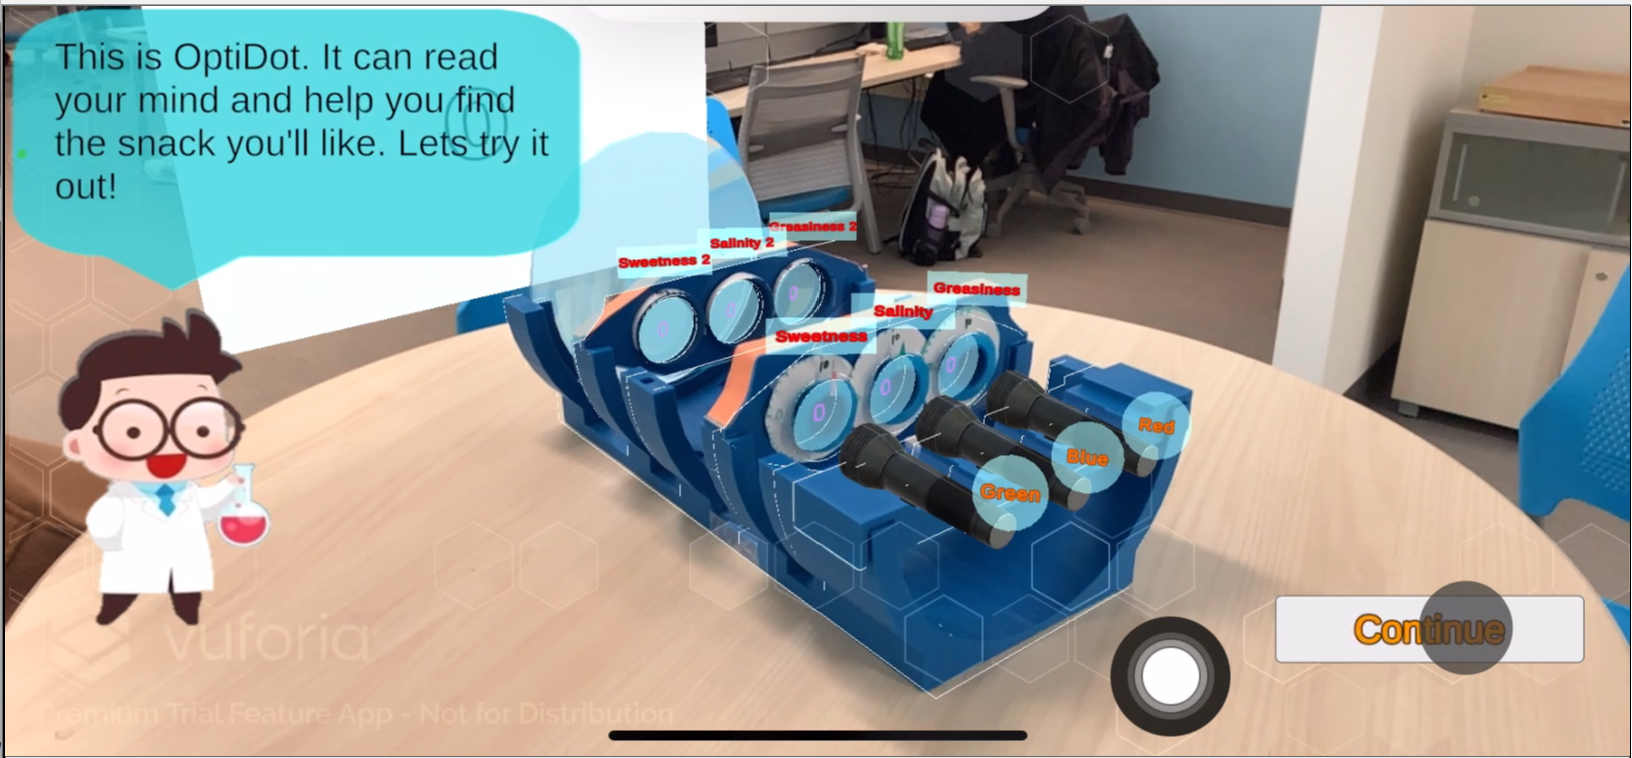 This is OptiDot. It can read
your mind and help you find
the snack you'll like. Lets try it
out!
0
Greasiness 2
Salinity 2
Sweetness 2
Greasiness
Salinity
Sweetness
0
0
0
0
0
Red
Blue
Green
Continue
vuforia
Premium Trial Feature App - Not for Distribution